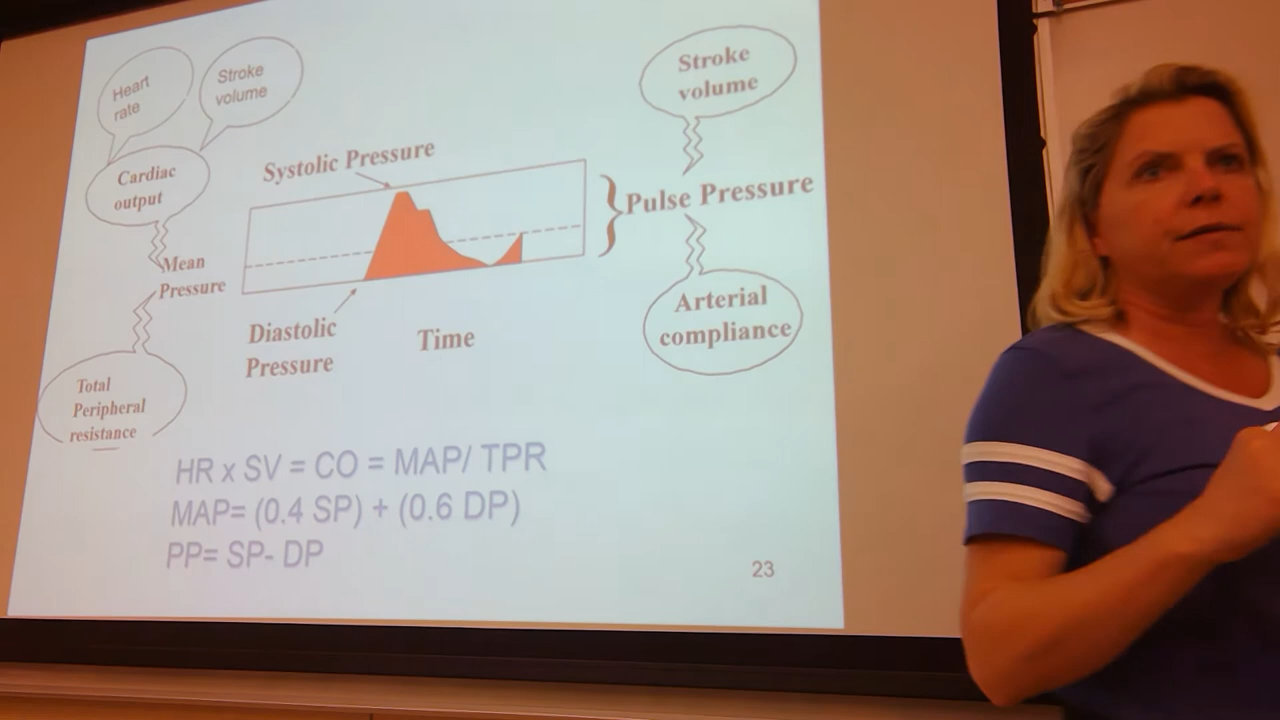 Heart
rate
Stroke
volume
Cardiac
output
Mean
Pressure
Total
Peripheral
resistance
Systolic Pressure
Diastolic
Pressure
Time
Stroke
volume
Pulse Pressure
Arterial
compliance
HR x SV = CO = MAP/ TPR
MAP= (0.4 SP) + (0.6 DP)
PP= SP- DP
23